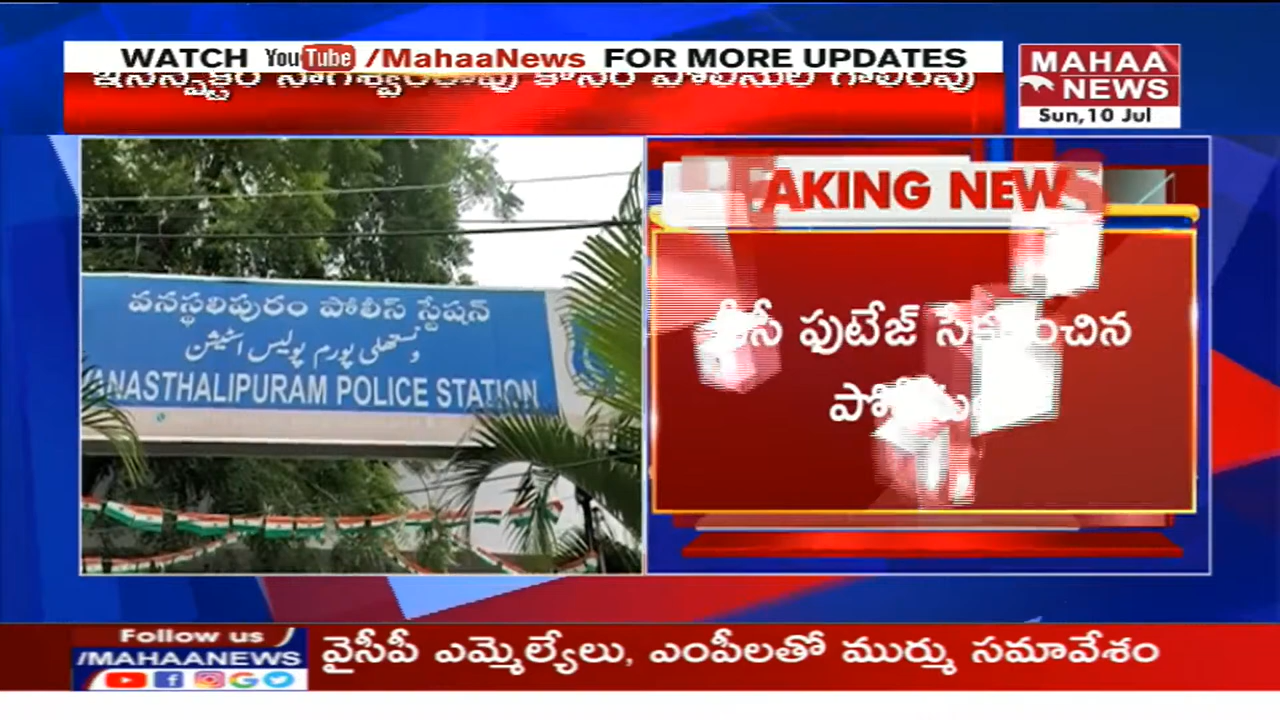 WATCH YouTube /MahaaNews FOR MORE UPDATES
MAHAA
NEWS
Sun,10 Jul
AKING NEWS
వనస్థలిపురం పోలీస్ స్టేషన్
ونستھلی پورم پولیس اسٹیشن
ANASTHALIPURAM POLICE STATION
ఫుటేజ్
Follow us
/MAHAANEWS
వైసీపీ ఎమ్మెల్యేలు, ఎంపీలతో ముర్ము సమావేశం